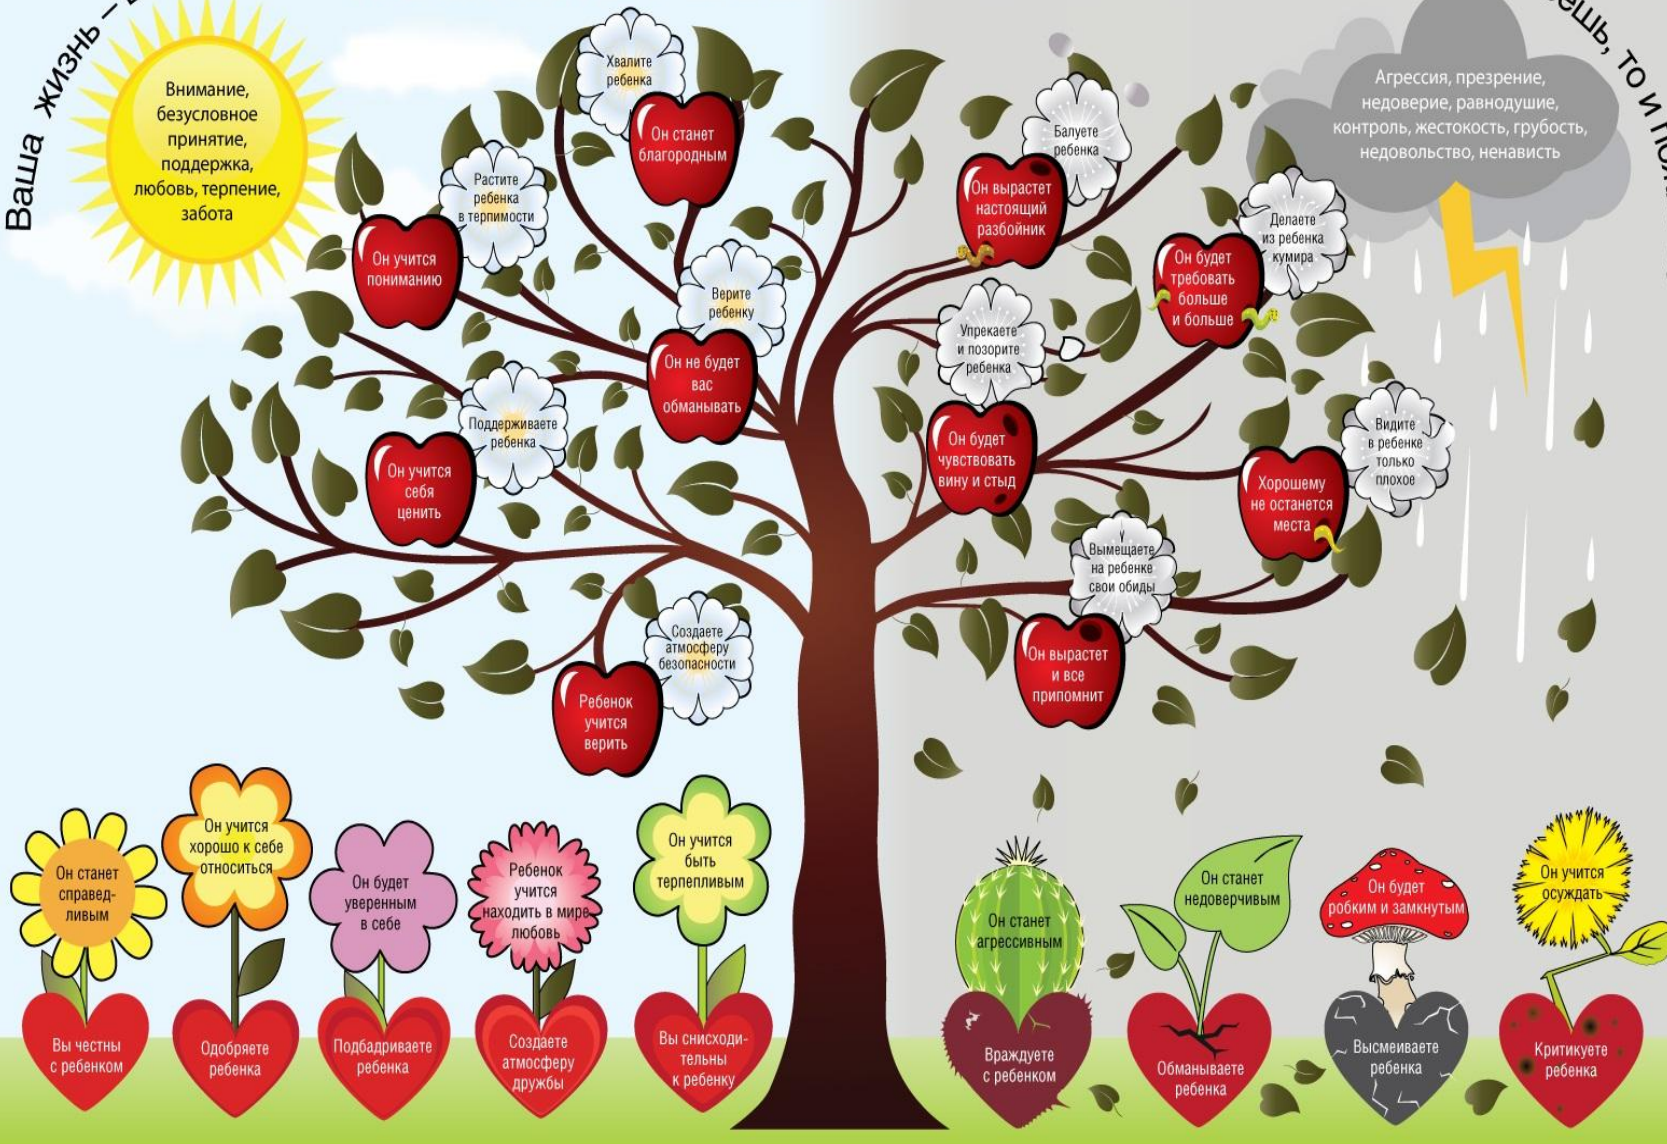 Ваша жизнь –
то и
Внимание,
безусловное
принятие,
поддержка,
любовь, терпение,
забота
Агрессия, презрение,
недоверие, равнодушие,
контроль, жестокость, грубость,
недовольство, ненависть
Хвалите
ребенка
Он станет
благородным
Растите
ребенка
в терпимости
Он учится
пониманию
Верите
ребенку
Он не будет
вас
обманывать
Поддерживаете
ребенка
Он учится
себя
ценить
Создаете
атмосферу
безопасности
Ребенок
учится
верить
Балуете
ребенка
Он вырастет
настоящий
разбойник
Делаете
из ребенка
кумира
Он будет
требовать
больше
и больше
Упрекаете
и позорите
ребенка
Он будет
чувствовать
вину и стыд
Видите
в ребенке
только
плохое
Хорошему
не останется
места
Вымещаете
на ребенке
свои обиды
Он вырастет
и все
припомнит
Он станет
справед-
ливым
Вы честны
с ребенком
Он учится
хорошо к себе
относиться
Одобряете
ребенка
Он будет
уверенным
в себе
Подбадриваете
ребенка
Ребенок
учится
находить в мире
любовь
Создаете
атмосферу
дружбы
Он учится
быть
терпепливым
Вы снисходи-
тельны
к ребенку
Он станет
агрессивным
Враждуете
с ребенком
Он станет
недоверчивым
Обманываете
ребенка
Он будет
робким и замкнутым
Высмеиваете
ребенка
Он учится
осуждать
Критикуете
ребенка